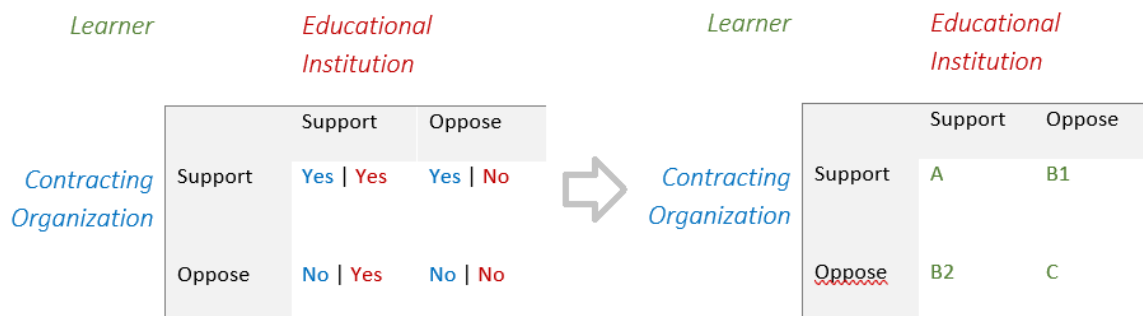 Learner Educational Institution
Support Oppose
Contracting Organization Support Yes | Yes Yes | No
Oppose No | Yes No | No
Learner Educational Institution
Support Oppose
Contracting Organization Support A B1
Oppose B2 C